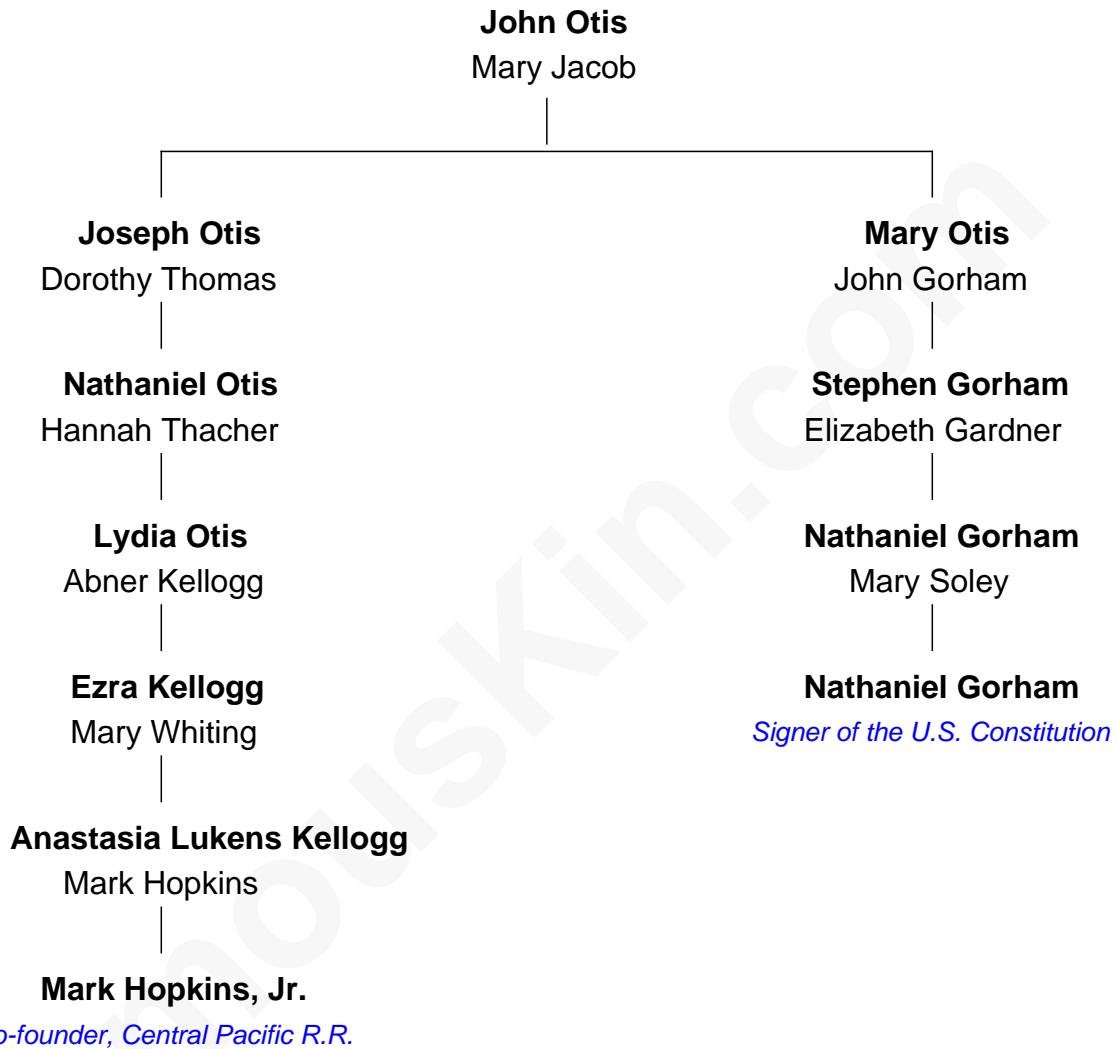 John Otis
Mary Jacob
Joseph Otis
Dorothy Thomas
Nathaniel Otis
Hannah Thacher
Lydia Otis
Abner Kellogg
Ezra Kellogg
Mary Whiting
Anastasia Lukens Kellogg
Mark Hopkins
Mark Hopkins, Jr.
o-founder, Central Pacific R.R.
Mary Otis
John Gorham
Stephen Gorham
Elizabeth Gardner
Nathaniel Gorham
Mary Soley
Nathaniel Gorham
Signer of the U.S. Constitution
mousKin.com